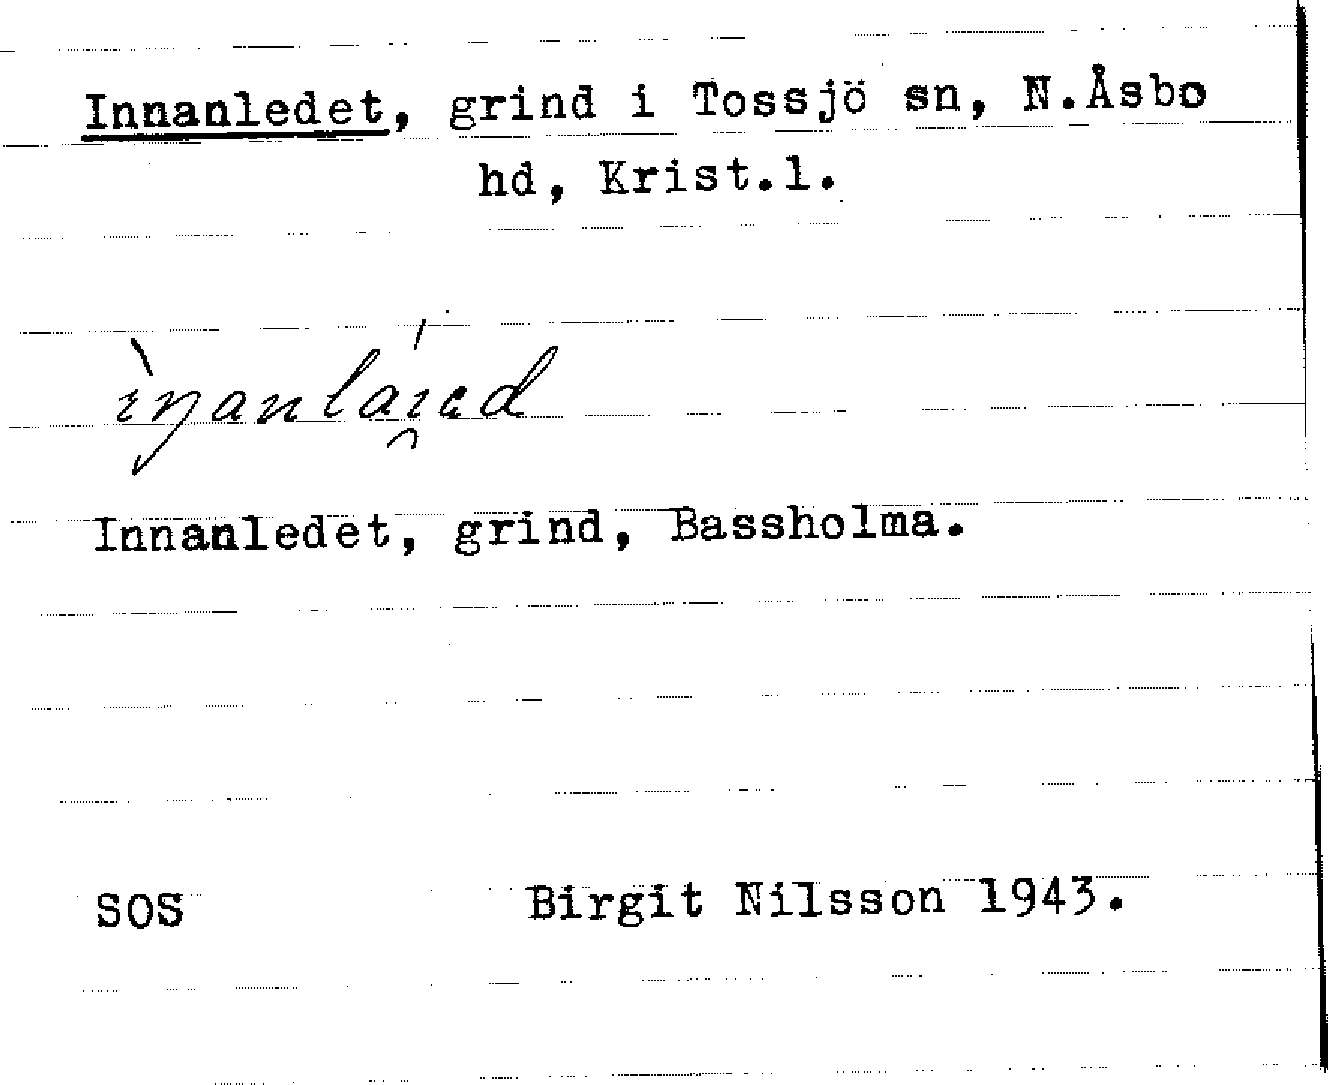 Innanledet, grind i Tossjö sn, N.Åsbo
hd, Krist.l.
Innanledet, grind, Bassholma.
SOS Birgit Nilsson 1943.